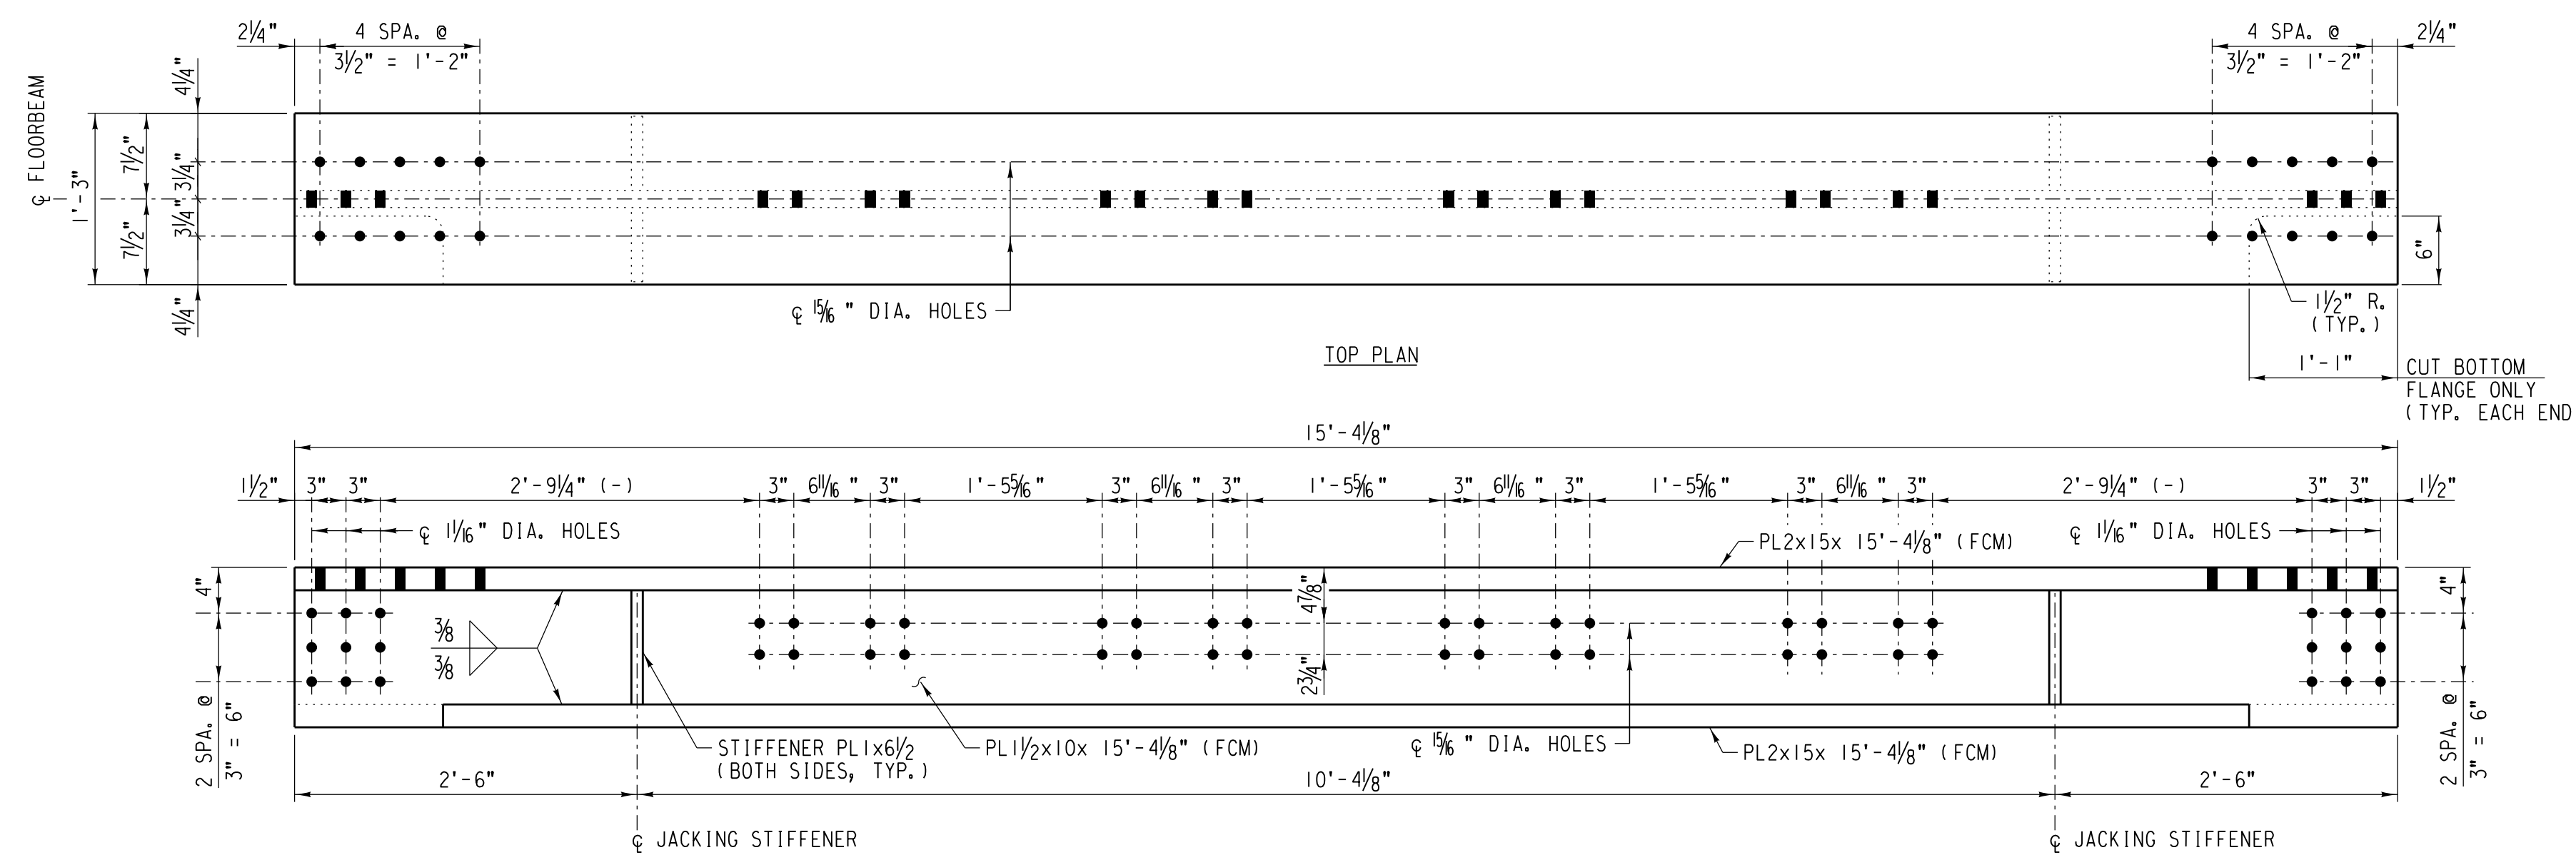 2¼" 4 SPA. @ 4 SPA. @ 2¼"
3½" = 1'-2" 3½" = 1'-2"
℄ FLOORBEAM
1'-3"
7½"
7½"
4¼"
3¼"
3¼"
4¼"
℄ 15/16 " DIA. HOLES
6"
1½" R.
(TYP.)
TOP PLAN
1'-1"
CUT BOTTOM
FLANGE ONLY
(TYP. EACH END
15'-4⅛"
1½" 3" 3" 2'-9¼" (-) 3" 6 11/16 " 3" 1'-5 5/16 " 3" 6 11/16 " 3" 1'-5 5/16 " 3" 6 11/16 " 3" 1'-5 5/16 " 3" 6 11/16 " 3" 2'-9¼" (-) 3" 3" 1½"
℄ 1 1/16 " DIA. HOLES
℄ 1 1/16 " DIA. HOLES
PL2x15x 15'-4⅛" (FCM)
4"
4⅞"
4"
⅜
⅜
2¾"
2 SPA. @
3" = 6"
2 SPA. @
3" = 6"
STIFFENER PL1x6½
(BOTH SIDES, TYP.)
PL1½x10x 15'-4⅛" (FCM)
℄ 15/16 " DIA. HOLES
PL2x15x 15'-4⅛" (FCM)
2'-6" 10'-4⅛" 2'-6"
℄ JACKING STIFFENER
℄ JACKING STIFFENER